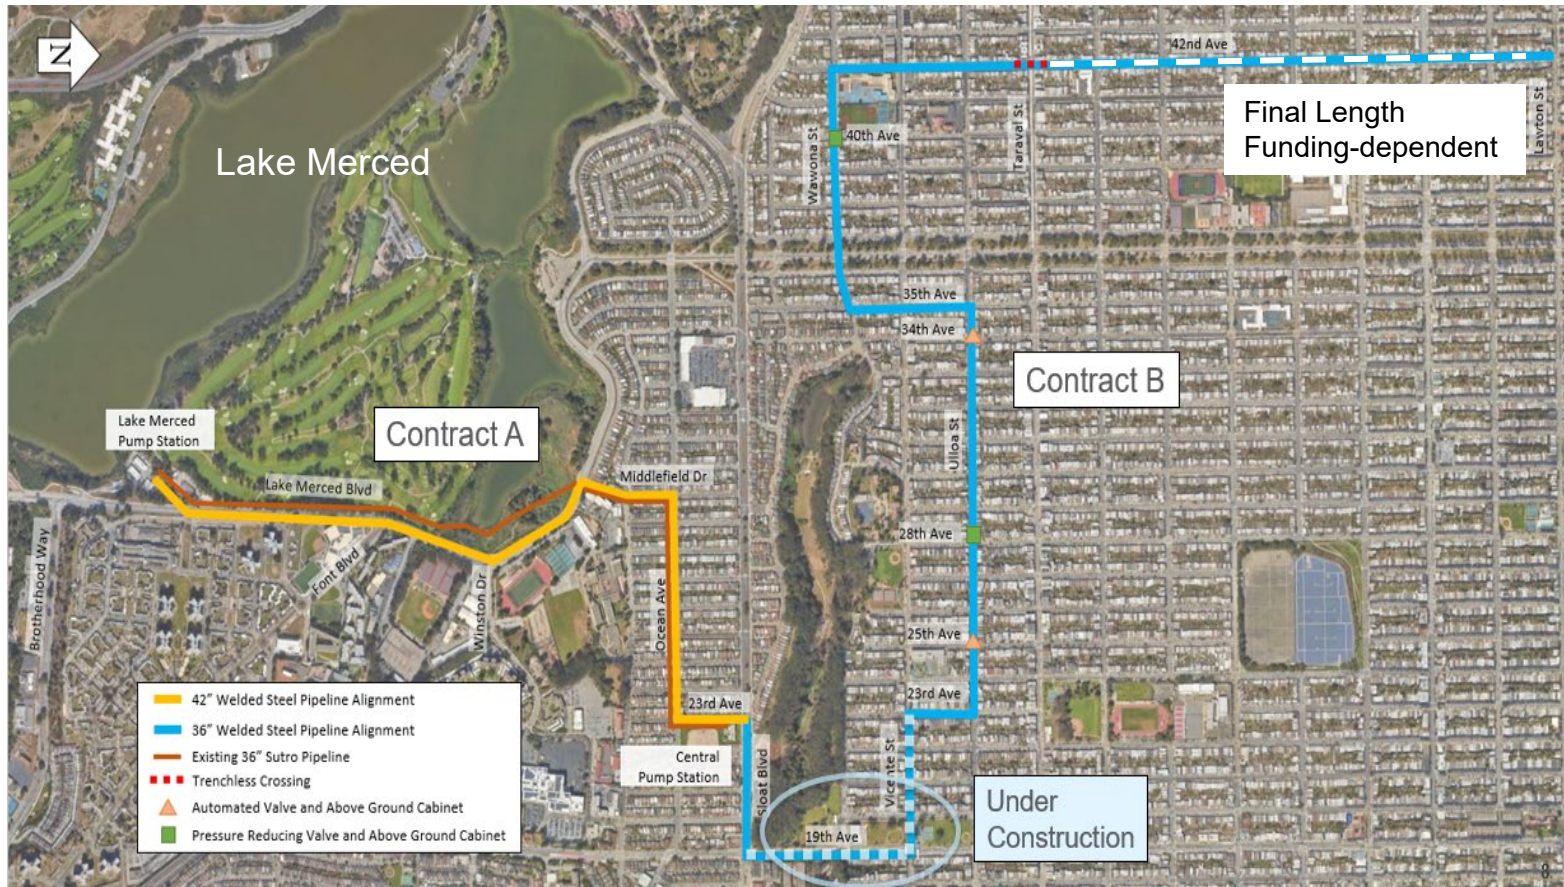 N
42nd Ave
Final Length
Funding-dependent
Lawton St
Taraval St
Wawona St
40th Ave
Lake Merced
35th Ave
34th Ave
Contract B
Lake Merced
Pump Station
Contract A
Ulloa St
Middlefield Dr
Lake Merced Blvd
28th Ave
Brotherhood Way
Font Blvd
Winston Dr
Ocean Ave
25th Ave
23rd Ave
23rd Ave
42" Welded Steel Pipeline Alignment
36" Welded Steel Pipeline Alignment
Existing 36" Sutro Pipeline
Trenchless Crossing
Automated Valve and Above Ground Cabinet
Pressure Reducing Valve and Above Ground Cabinet
Central
Pump Station
Sloat Blvd
Vicente St
19th Ave
Under
Construction
8